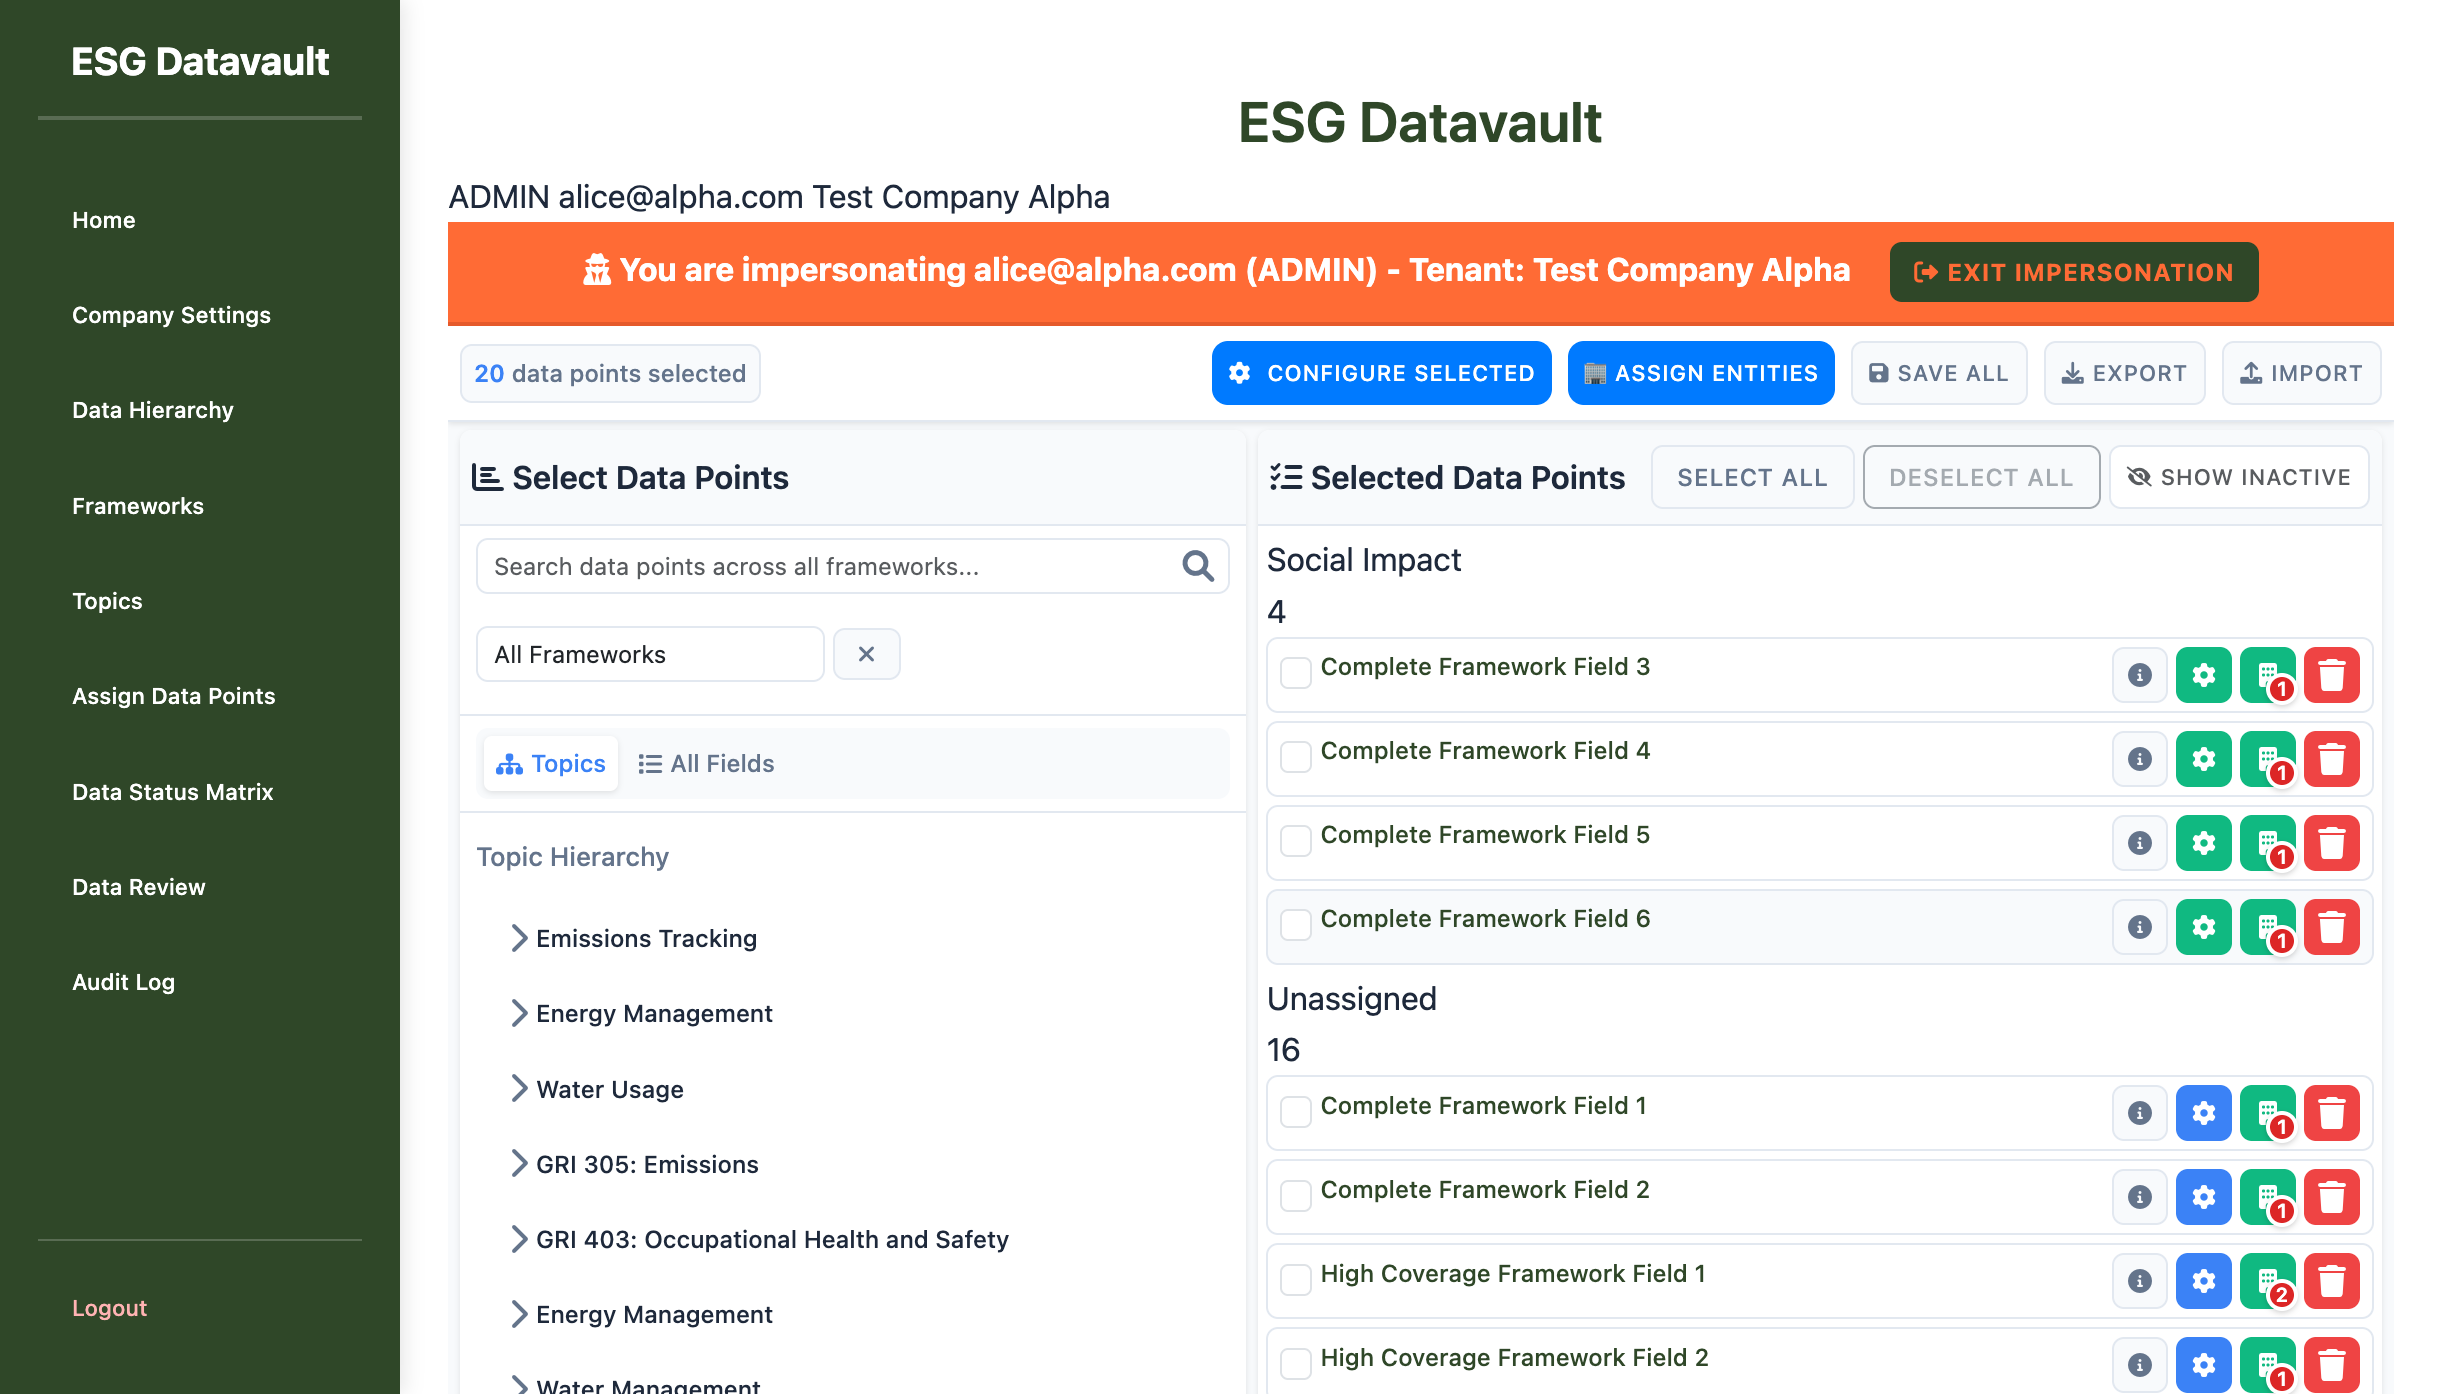 ESG Datavault
Home
Company Settings
Data Hierarchy
Frameworks
Topics
Assign Data Points
Data Status Matrix
Data Review
Audit Log
Logout
ESG Datavault
ADMIN alice@alpha.com Test Company Alpha
You are impersonating alice@alpha.com (ADMIN) - Tenant: Test Company Alpha
EXIT IMPERSONATION
20 data points selected
CONFIGURE SELECTED
ASSIGN ENTITIES
SAVE ALL
EXPORT
IMPORT
Select Data Points
Search data points across all frameworks...
All Frameworks
Topics
All Fields
Topic Hierarchy
Emissions Tracking
Energy Management
Water Usage
GRI 305: Emissions
GRI 403: Occupational Health and Safety
Energy Management
Water Management
Selected Data Points
SELECT ALL
DESELECT ALL
SHOW INACTIVE
Social Impact
4
Complete Framework Field 3
1
Complete Framework Field 4
1
Complete Framework Field 5
1
Complete Framework Field 6
1
Unassigned
16
Complete Framework Field 1
1
Complete Framework Field 2
1
High Coverage Framework Field 1
2
High Coverage Framework Field 2
1